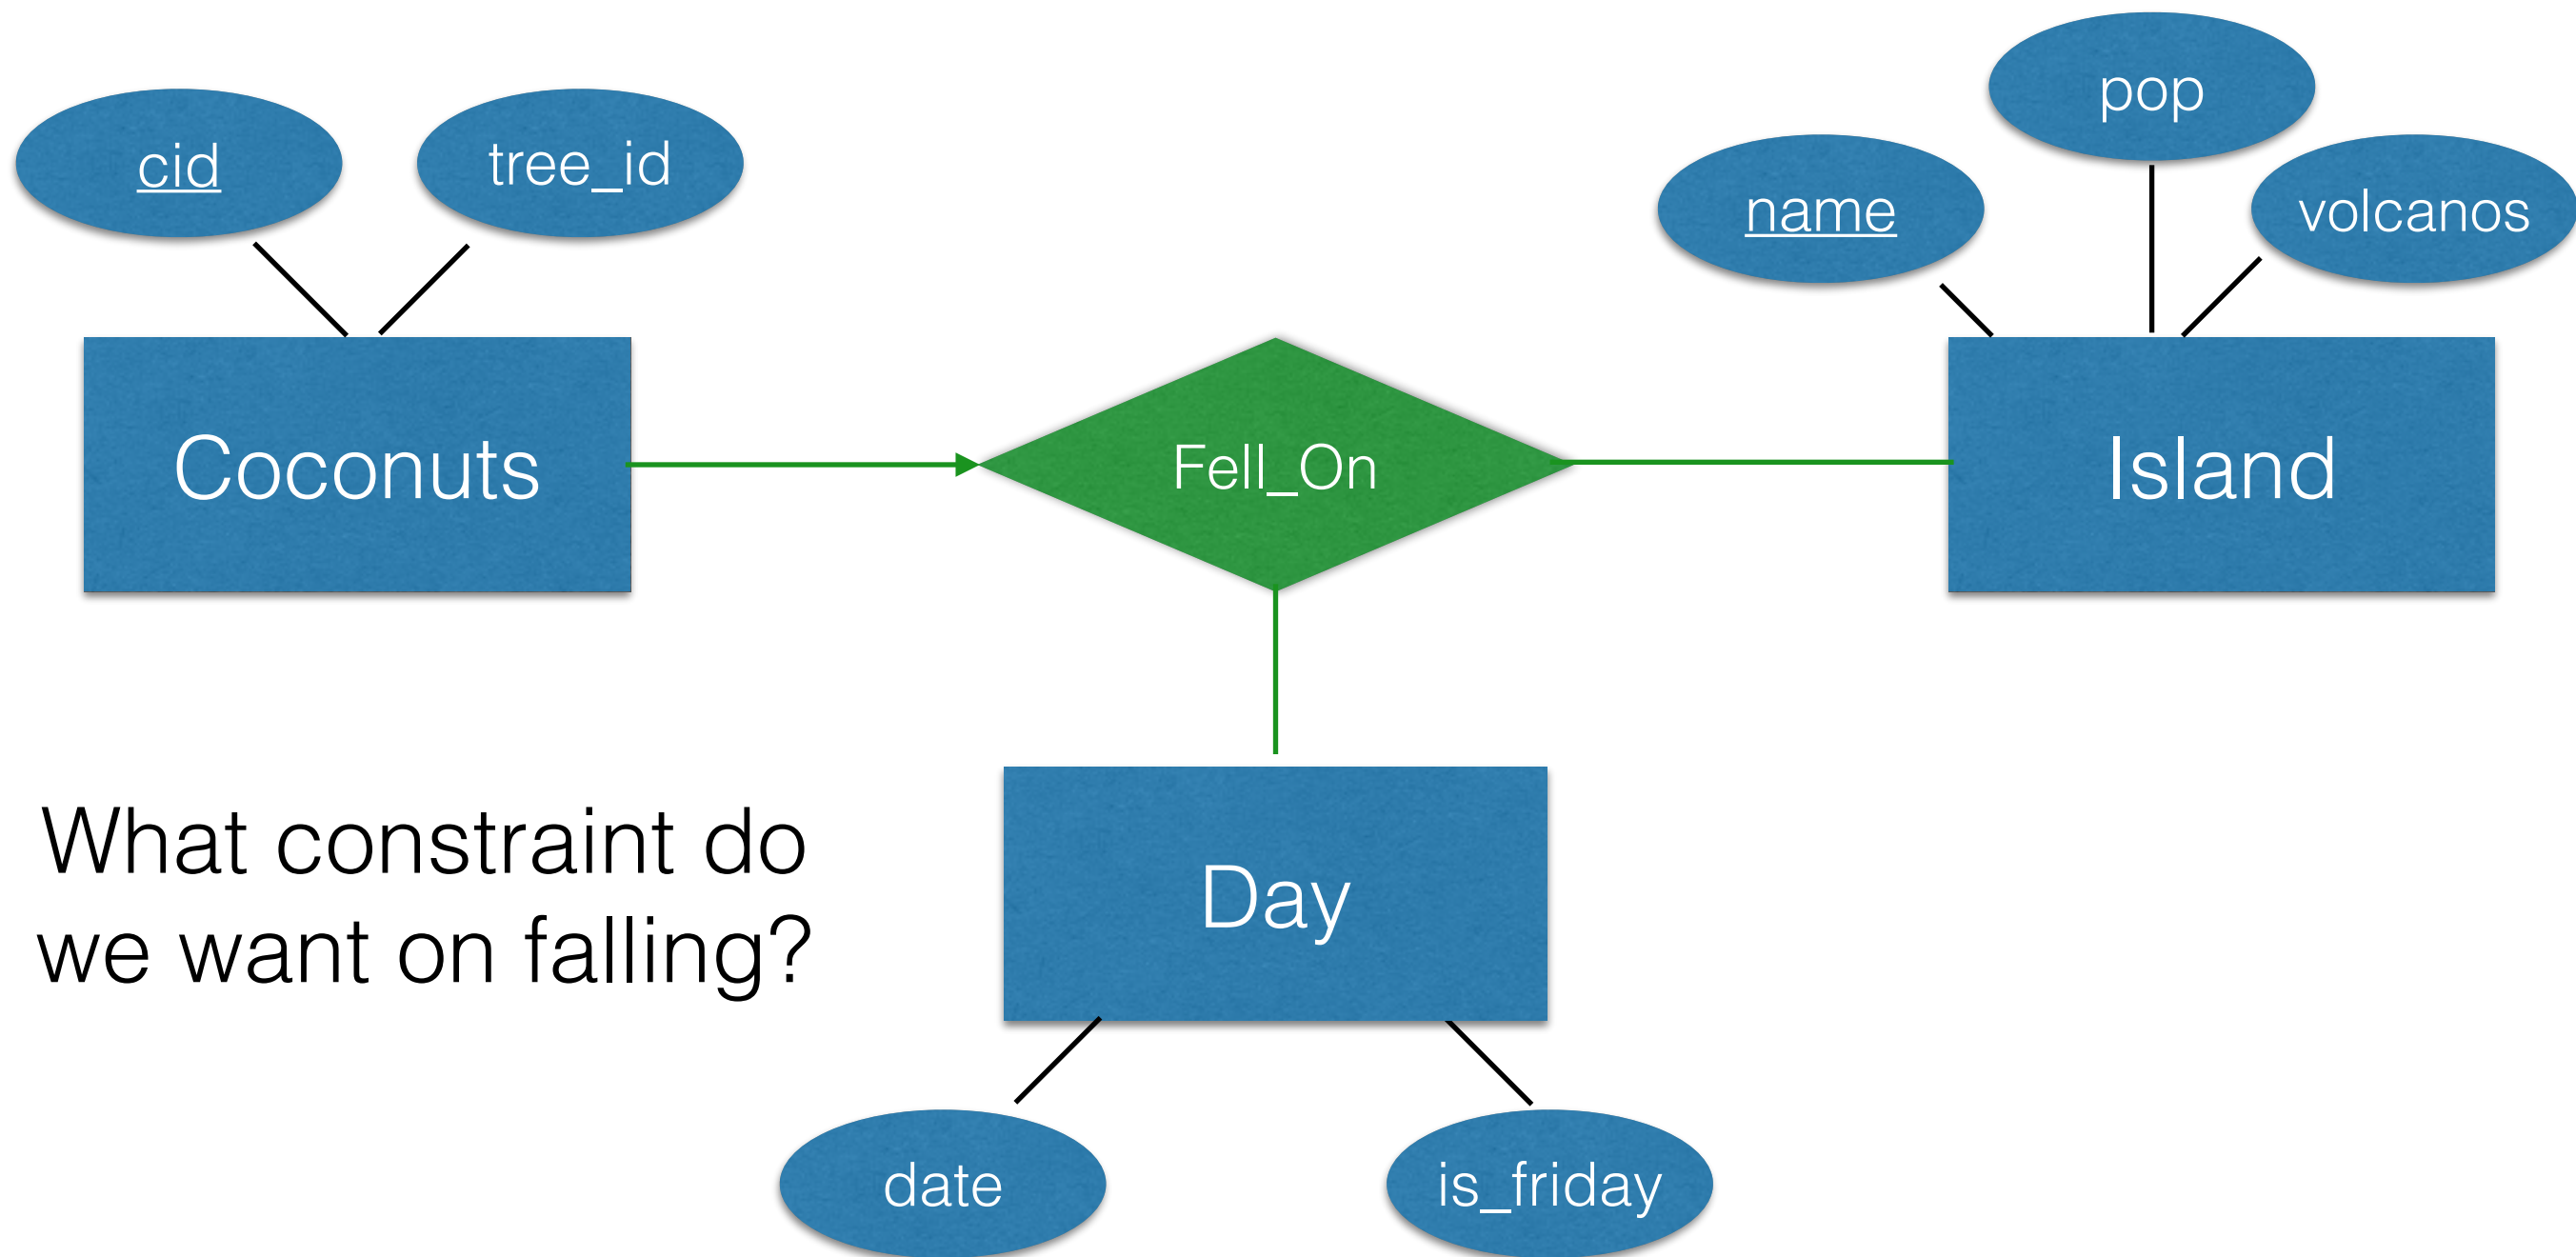 pop
cid
tree_id
name
volcanos
Coconuts
Fell_On
Island
What constraint do
we want on falling?
Day
date
is_friday